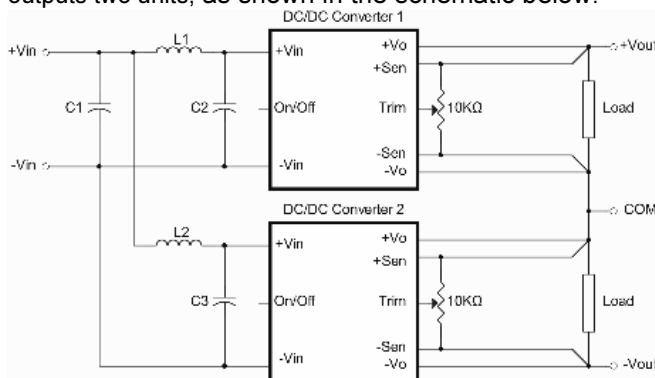 outputs two units, as shown in the schematic below.
DC/DC Converter 1
+Vin
L1
+Vin
+Vo
+Vout
+Sen
C1
C2
On/Off
Trim
10KΩ
Load
-Vin
-Vin
-Sen
-Vo
DC/DC Converter 2
COM
L2
+Vin
+Vo
+Sen
C3
On/Off
Trim
10KΩ
Load
-Vin
-Sen
-Vo
-Vout